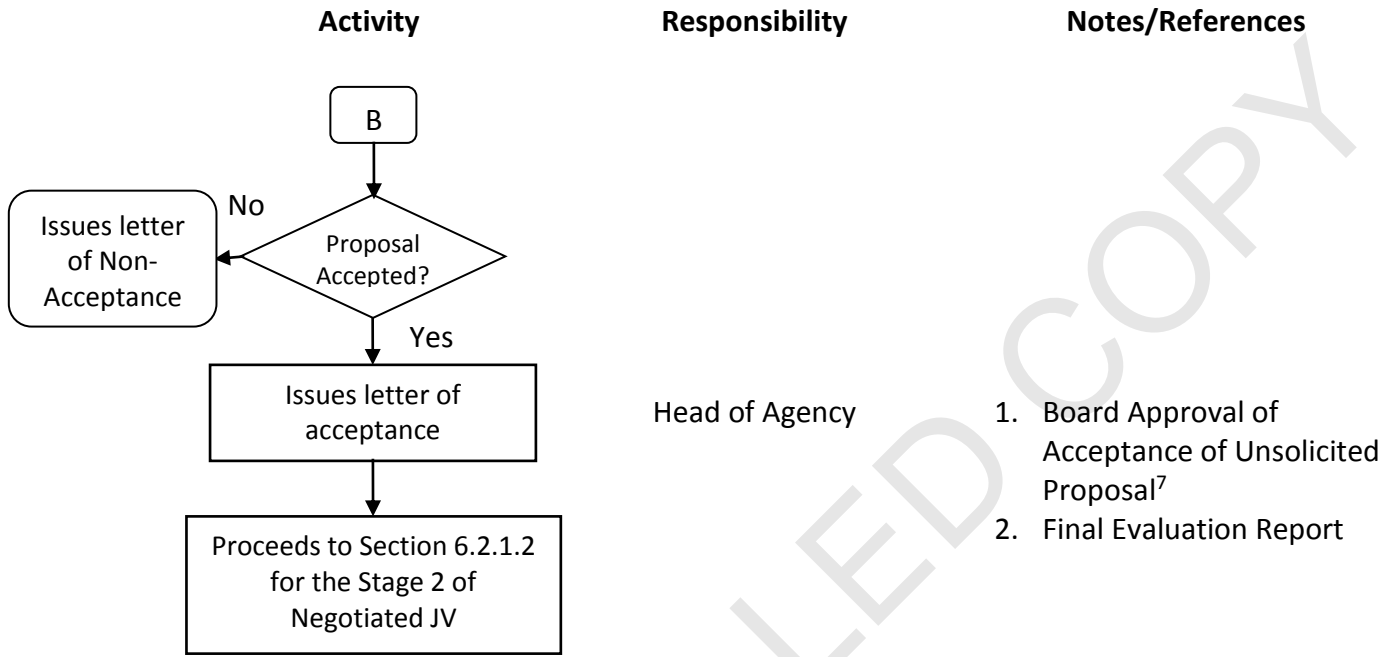 Activity Responsibility Notes/References
B
No
Issues letter
of Non-
Acceptance
Proposal
Accepted?
Yes
Issues letter of
acceptance
Head of Agency
1. Board Approval of
Acceptance of Unsolicited
Proposal⁷
2. Final Evaluation Report
Proceeds to Section 6.2.1.2
for the Stage 2 of
Negotiated JV
LED COPY